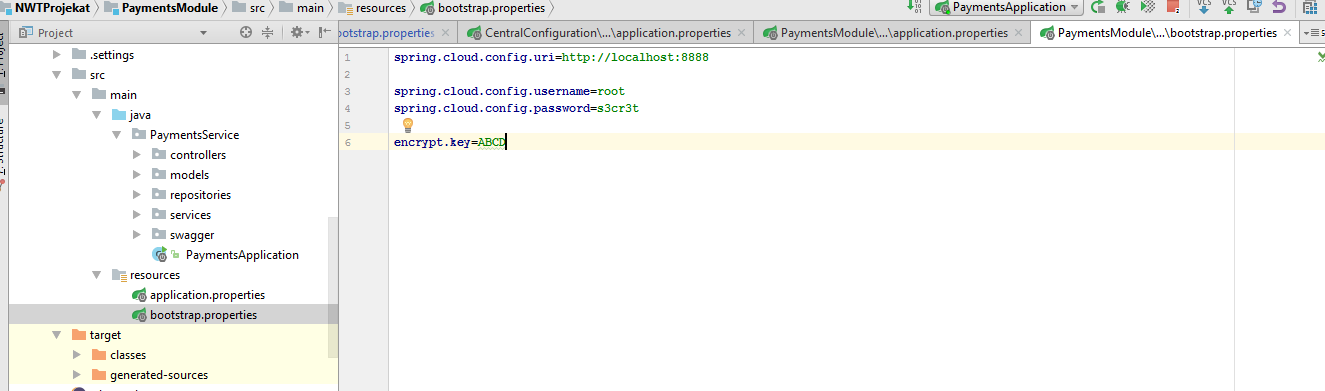 NWTProjekat PaymentsModule src main resources bootstrap.properties PaymentsApplication
Project
bootstrap.properties CentralConfiguration\...\application.properties PaymentsModule\...\application.properties PaymentsModule\...\bootstrap.properties
.settings
src
main
java
PaymentsService
controllers
models
repositories
services
swagger
PaymentsApplication
resources
application.properties
bootstrap.properties
target
classes
generated-sources
1 spring.cloud.config.uri=http://localhost:8888
2
3 spring.cloud.config.username=root
4 spring.cloud.config.password=s3cr3t
5
6 encrypt.key=ABCD